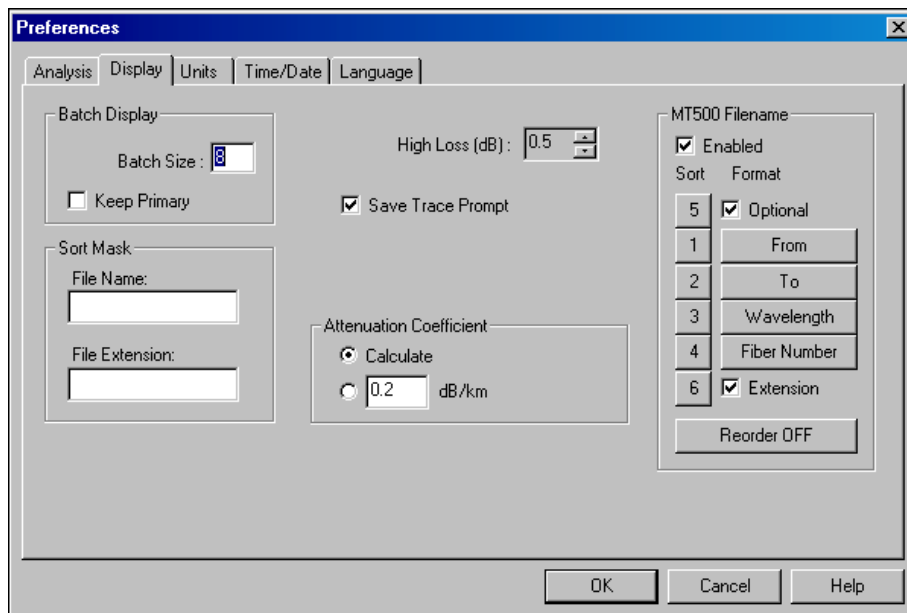 Preferences
Analysis Display Units Time/Date Language
Batch Display
Batch Size : 8
Keep Primary
Sort Mask
File Name:
File Extension:
High Loss (dB) : 0.5
Save Trace Prompt
Attenuation Coefficient
Calculate
0.2 dB/km
MT500 Filename
Enabled
Sort Format
5 Optional
1 From
2 To
3 Wavelength
4 Fiber Number
6 Extension
Reorder OFF
OK Cancel Help